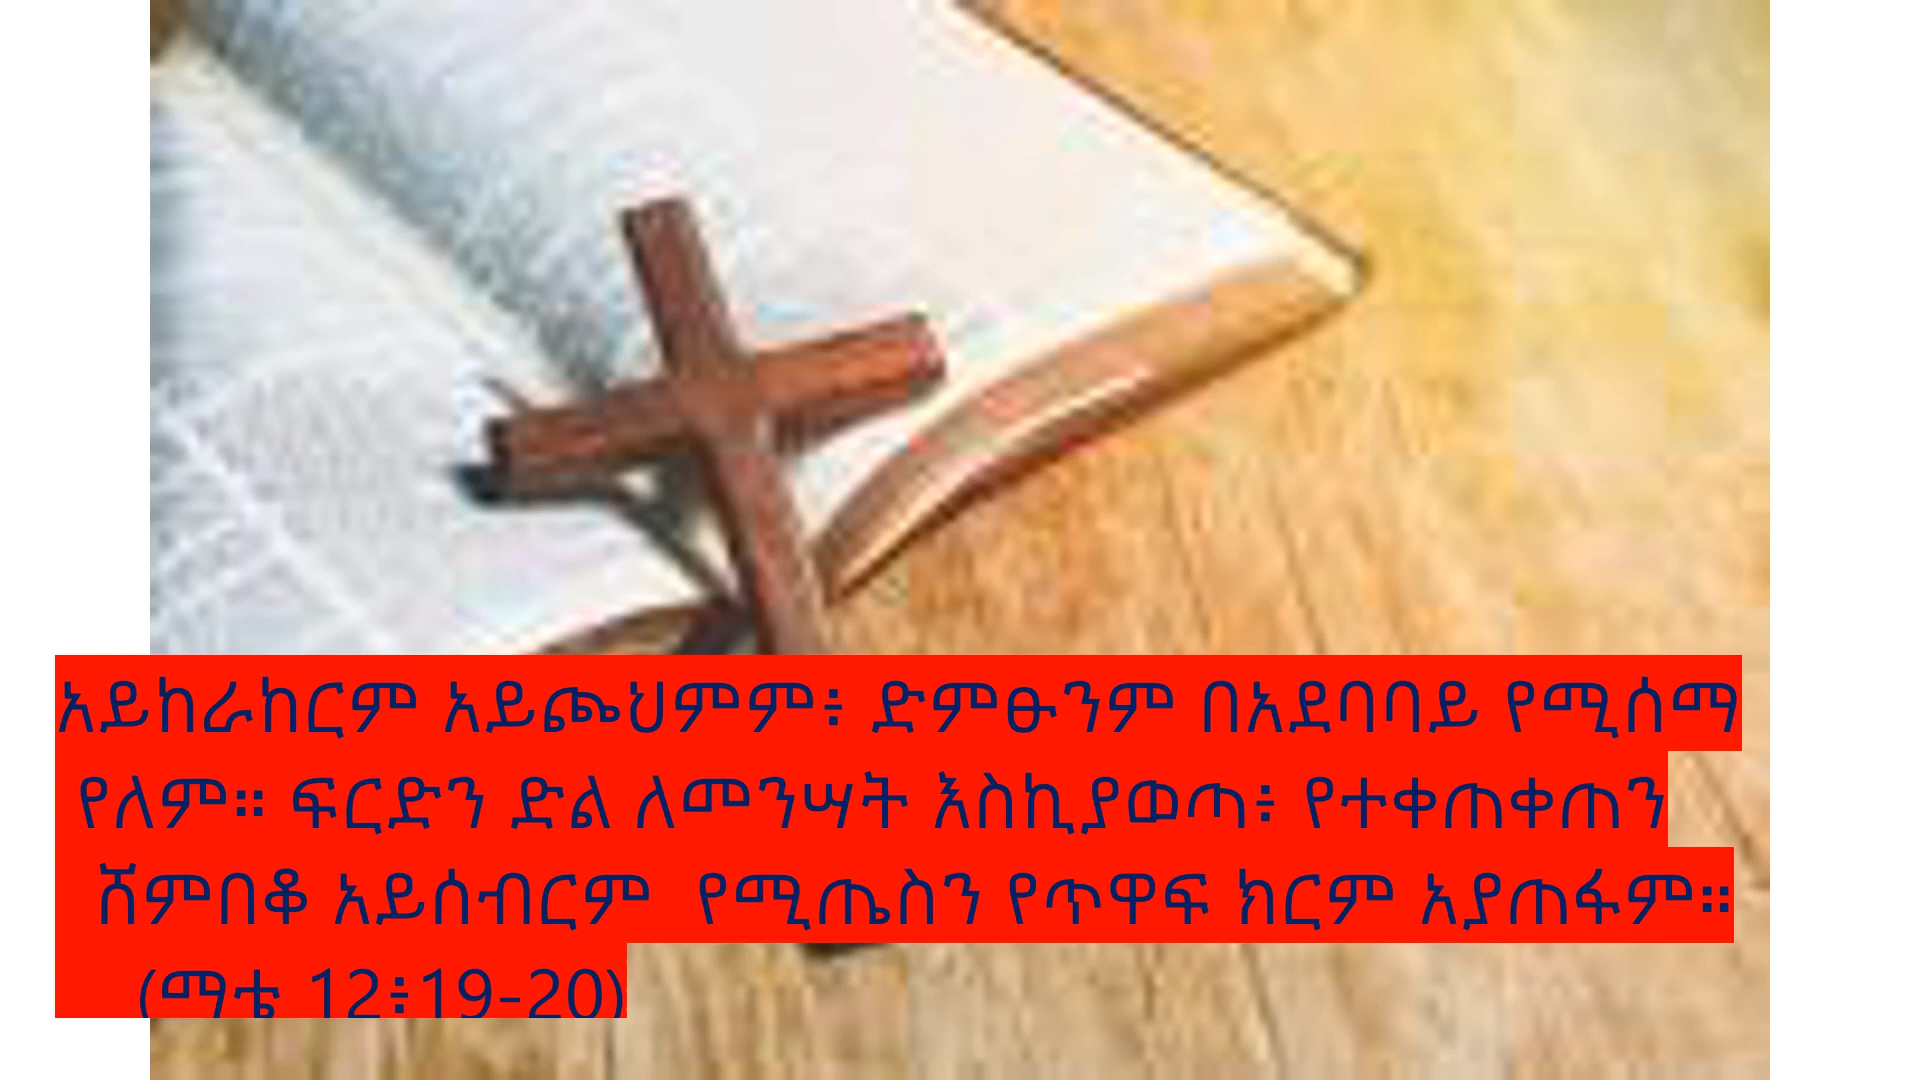 አይከራከርም አይጮህምም፥ ድምፁንም በአደባባይ የሚሰማ
የለም። ፍርድን ድል ለመንሣት እስኪያወጣ፥ የተቀጠቀጠን
ሸምበቆ አይሰብርም  የሚጤስን የጥዋፍ ክርም አያጠፋም።
(ማቴ 12፥19-20)